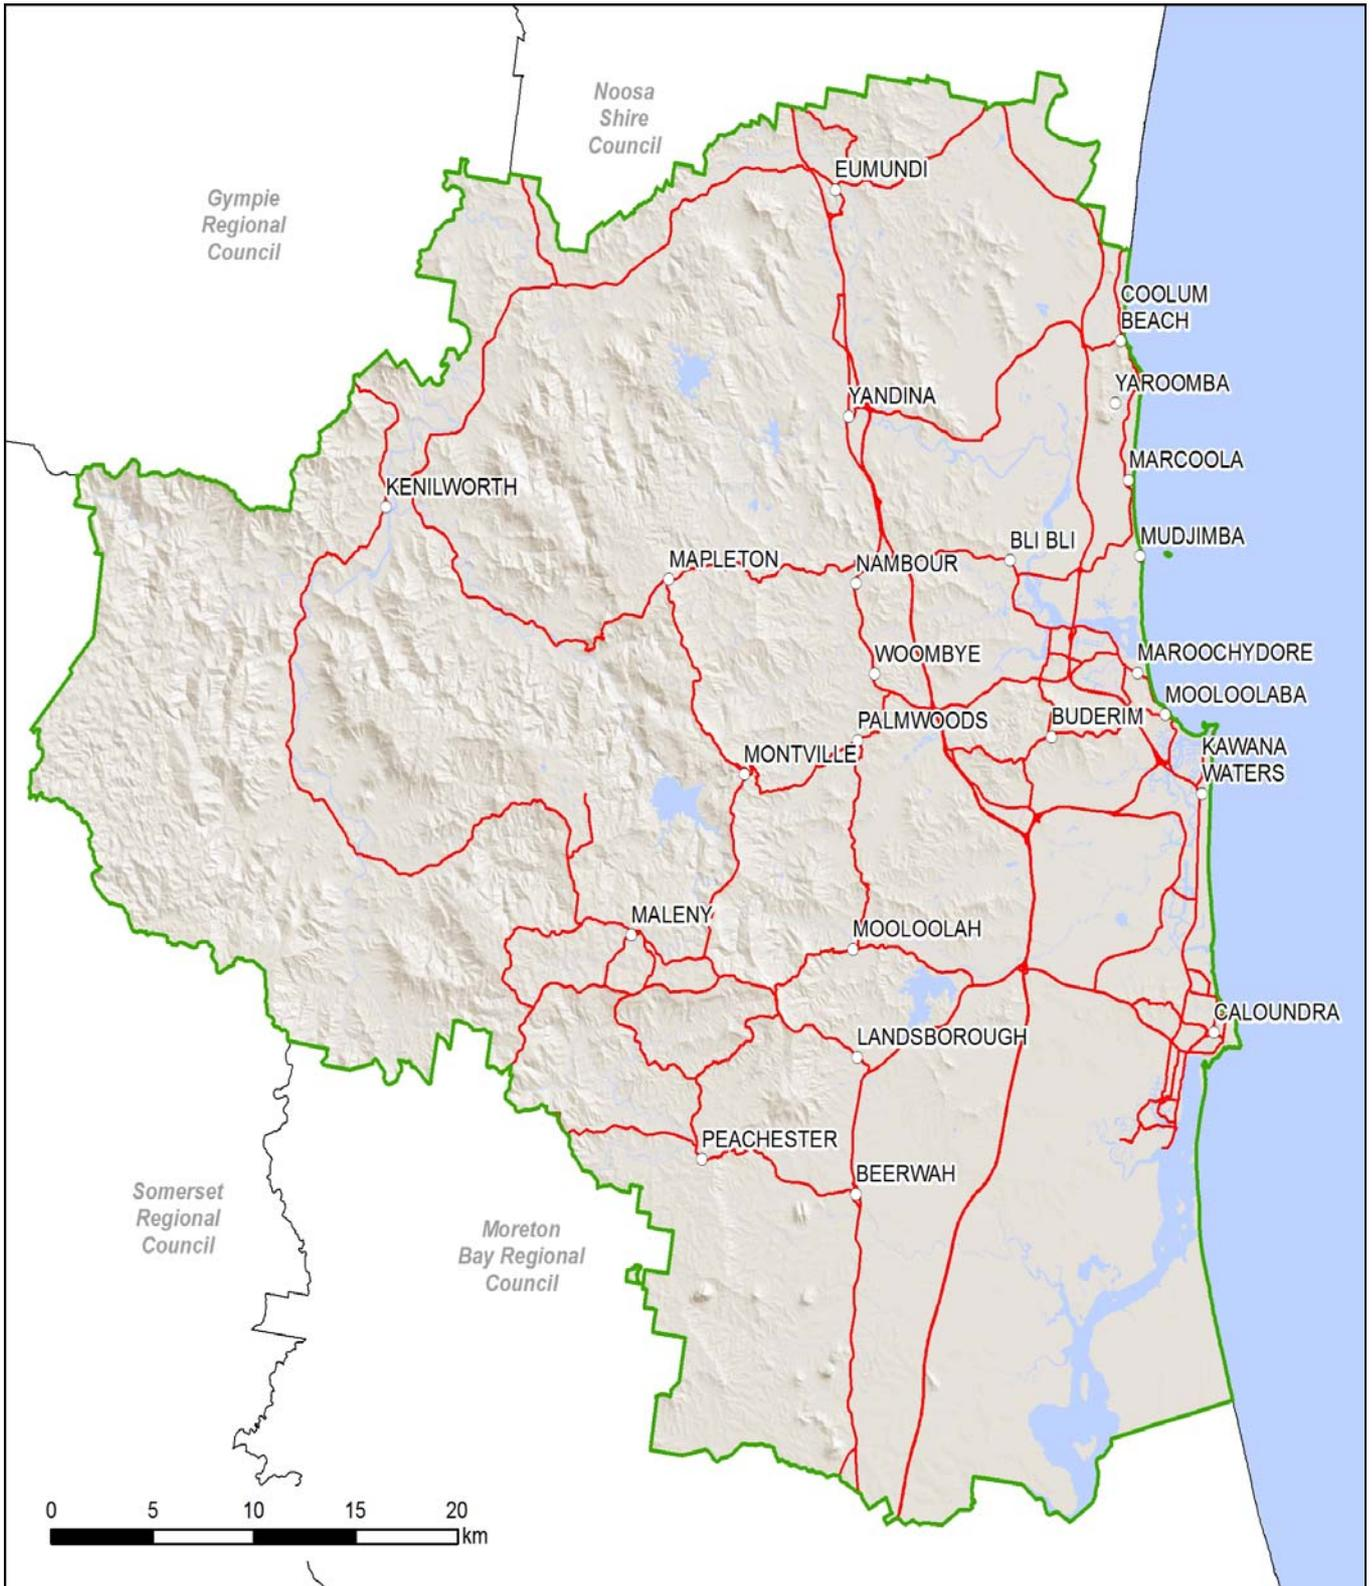 Noosa
Shire
Council
EUMUNDI
Gympie
Regional
Council
COOLUM
BEACH
YAROOMBA
YANDINA
MARCOOLA
KENILWORTH
MUDJIMBA
BLI BLI
MAPLETON
NAMBOUR
MAROOCHYDORE
WOOMBYE
MOOLOOLABA
PALMWOODS
BUDERIM
KAWANA
WATERS
MONTVILLE
MALENY
MOOLOOLAH
CALOUNDRA
LANDSBOROUGH
PEACHESTER
BEERWAH
Somerset
Regional
Council
Moreton
Bay Regional
Council
0 5 10 15 20
km